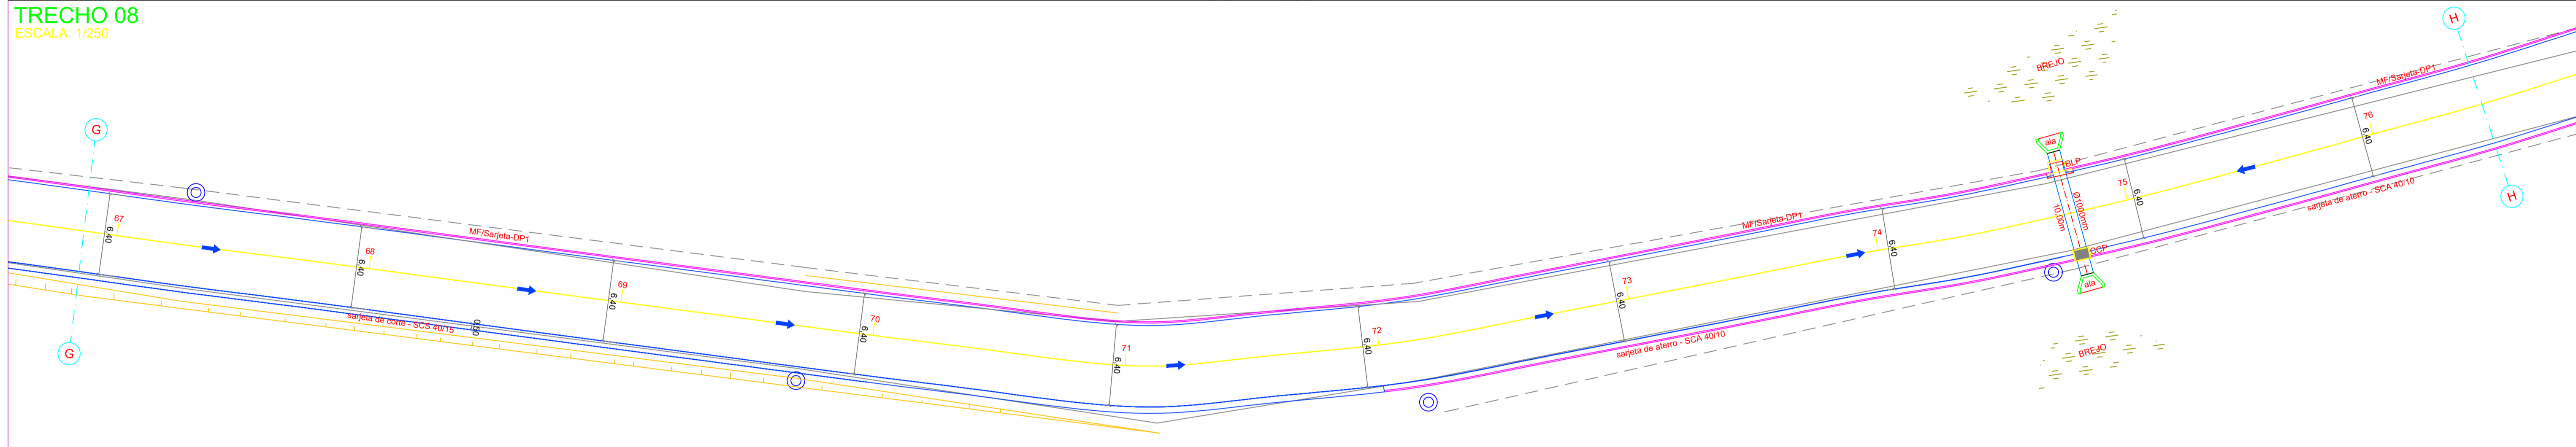 TRECHO 08
ESCALA: 1/250
G
G
67
6.40
68
6.40
MF/Sarjeta-DP1
sarjeta de corte - SCS 40/15
0.50
69
6.40
70
6.40
71
6.40
72
6.40
73
6.40
sarjeta de aterro - SCA 40/10
MF/Sarjeta-DP1
74
6.40
BREJO
ala
BLP
Ø1000mm
10,00m
CCP
ala
BREJO
75
6.40
sarjeta de aterro - SCA 40/10
76
6.40
MF/Sarjeta-DP1
H
H